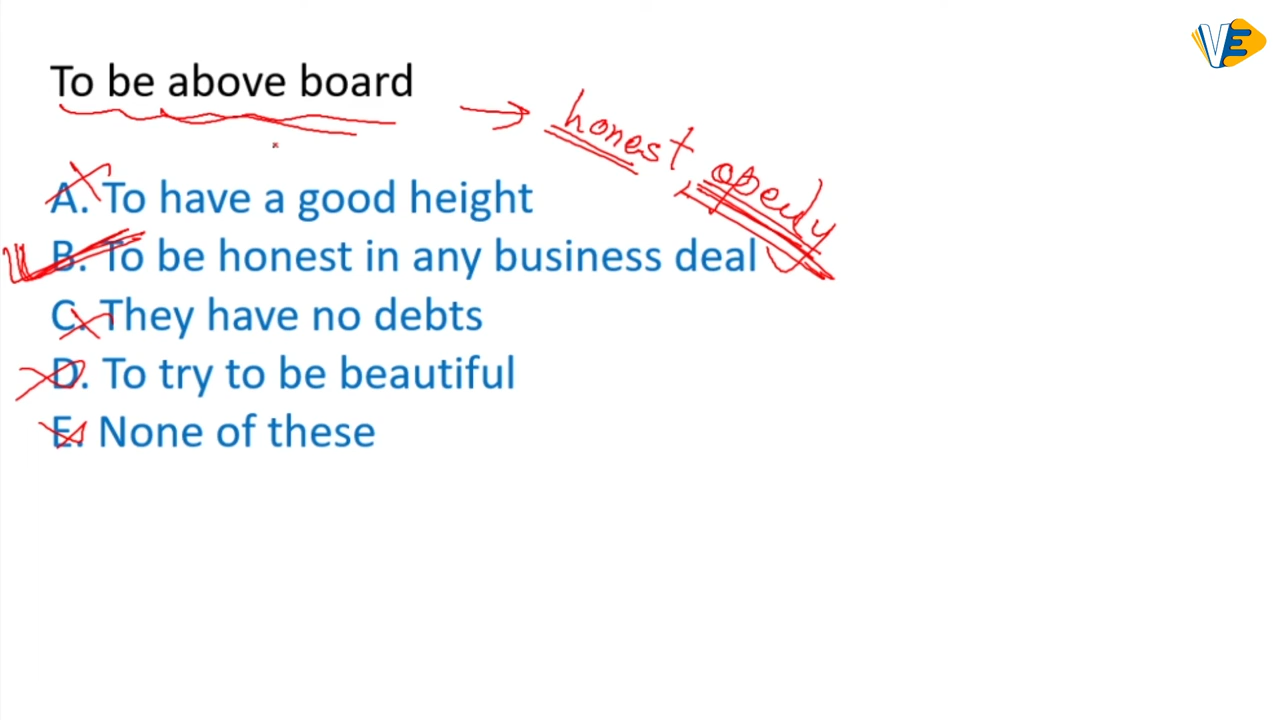 VE
To be above board
honest openly
A. To have a good height
B. To be honest in any business deal
C. They have no debts
D. To try to be beautiful
E. None of these